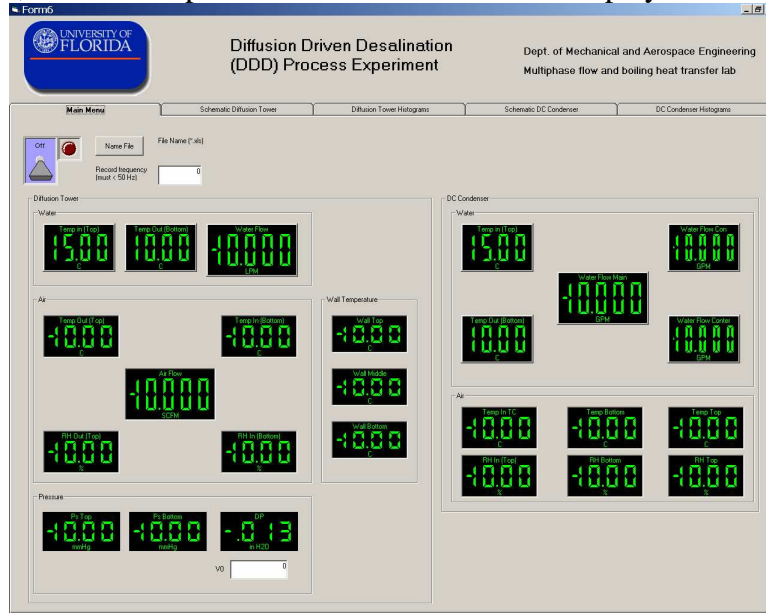 Form6
UNIVERSITY OF
FLORIDA
Diffusion Driven Desalination
(DDD) Process Experiment
Dept. of Mechanical and Aerospace Engineering
Multiphase flow and boiling heat transfer lab
Main Menu
Schematic Diffusion Tower
Diffusion Tower Histograms
Schematic DC Condenser
DC Condenser Histograms
Off
Name File
File Name (*.xls)
Record frequency
(must < 50 Hz)
0
Diffusion Tower
Water
Temp In (Top)
15.00
C
Temp Out (Bottom)
10.00
C
Water Flow
-10.000
LPM
Air
Temp Out (Top)
-10.00
C
Temp In (Bottom)
-10.00
C
Air Flow
-10.000
SCFM
RH Out (Top)
-10.00
%
RH In (Bottom)
-10.00
%
Wall Temperature
Wall Top
-10.00
C
Wall Middle
-10.00
C
Wall Bottom
-10.00
C
Pressure
Ps Top
-10.00
mmHg
Ps Bottom
-10.00
mmHg
DP
-.013
in H2O
V0
0
DC Condenser
Water
Temp In (Top)
15.00
C
Water Flow Con
-10.000
GPM
Water Flow Main
-10.000
GPM
Temp Out (Bottom)
10.00
C
Water Flow Conter
-10.000
GPM
Air
Temp In TC
-10.00
C
Temp Bottom
-10.00
C
Temp Top
-10.00
C
RH In (Top)
-10.00
%
RH Bottom
-10.00
%
RH Top
-10.00
%